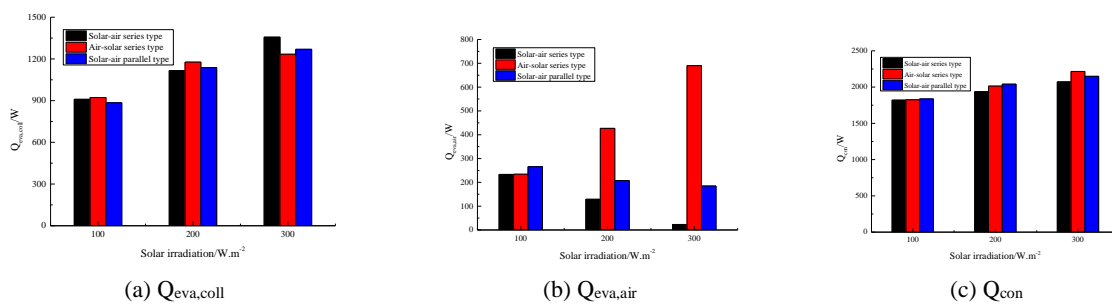 1500
1200
900
600
300
0
Q_eva,coll/W
Solar-air series type
Air-solar series type
Solar-air parallel type
100
200
300
Solar irradiation/W.m⁻²
(a) Q_eva,coll
800
700
600
500
400
300
200
100
0
Q_eva,air/W
Solar-air series type
Air-solar series type
Solar-air parallel type
100
200
300
Solar irradiation/W.m⁻²
(b) Q_eva,air
2500
2000
1750
1500
1250
750
500
0
Q_con/W
Solar-air series type
Air-solar series type
Solar-air parallel type
100
200
300
Solar irradiation/W.m⁻²
(c) Q_con